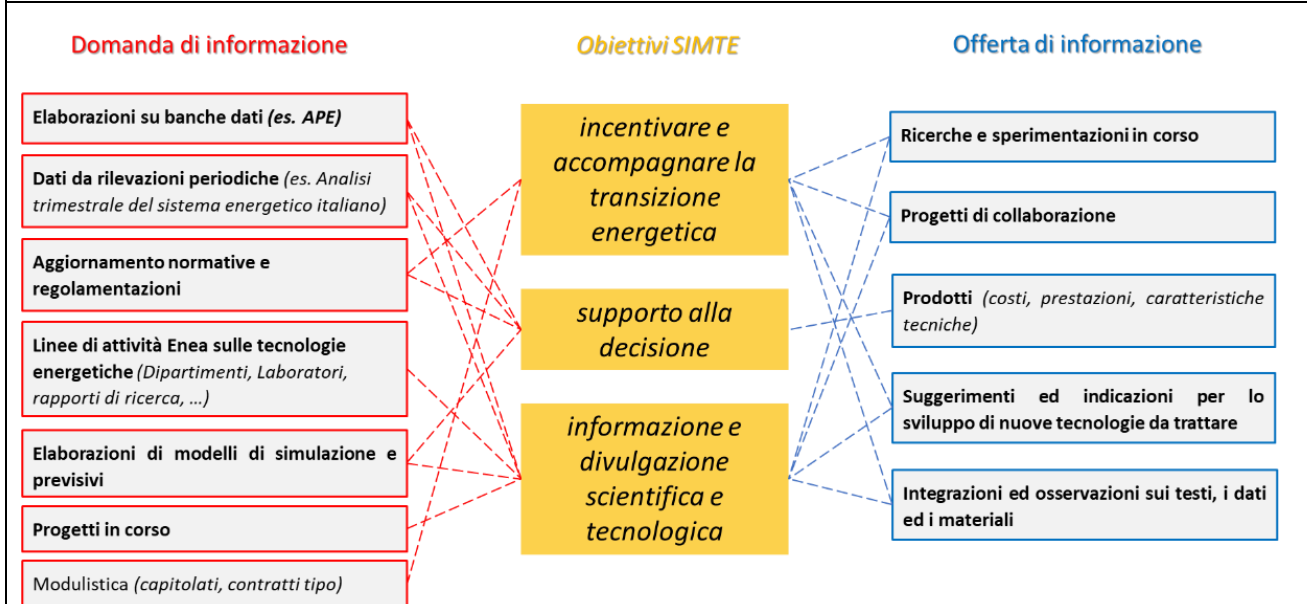 Domanda di informazione
Elaborazioni su banche dati (es. APE)
Dati da rilevazioni periodiche (es. Analisi
trimestrale del sistema energetico italiano)
Aggiornamento normative e
regolamentazioni
Linee di attività Enea sulle tecnologie
energetiche (Dipartimenti, Laboratori,
rapporti di ricerca, …)
Elaborazioni di modelli di simulazione e
previsivi
Progetti in corso
Modulistica (capitolati, contratti tipo)
Obiettivi SIMTE
incentivare e
accompagnare la
transizione
energetica
supporto alla
decisione
informazione e
divulgazione
scientifica e
tecnologica
Offerta di informazione
Ricerche e sperimentazioni in corso
Progetti di collaborazione
Prodotti (costi, prestazioni, caratteristiche
tecniche)
Suggerimenti ed indicazioni per lo
sviluppo di nuove tecnologie da trattare
Integrazioni ed osservazioni sui testi, i dati
ed i materiali